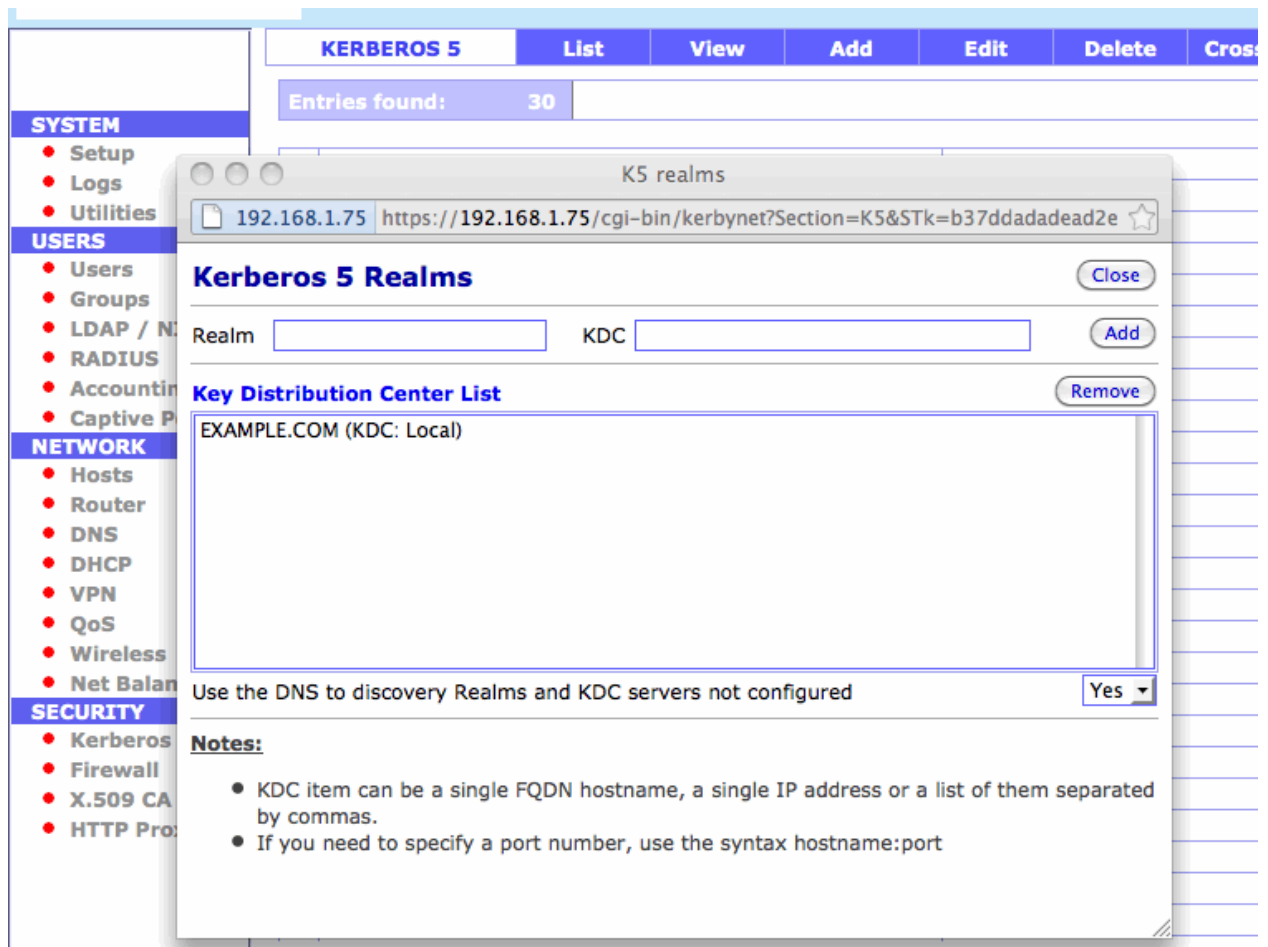 KERBEROS 5 List View Add Edit Delete
Entries found: 30
SYSTEM
Setup
Logs
Utilities
USERS
Users
Groups
LDAP /
RADIUS
Captive
NETWORK
Hosts
Router
DNS
DHCP
VPN
QoS
Wireless
Net
SECURITY
Kerberos
Firewall
X.509 CA
HTTP
K5 realms
192.168.1.75 https://192.168.1.75/cgi-bin/kerbynet?Section=K5&STk=b37ddadadead2e
Kerberos 5 Realms Close
Realm KDC Add
Key Distribution Center List Remove
EXAMPLE.COM (KDC: Local)
Use the DNS to discovery Realms and KDC servers not configured Yes
Notes:
KDC item can be a single FQDN hostname, a single IP address or a list of them separated
by commas.
If you need to specify a port number, use the syntax hostname:port